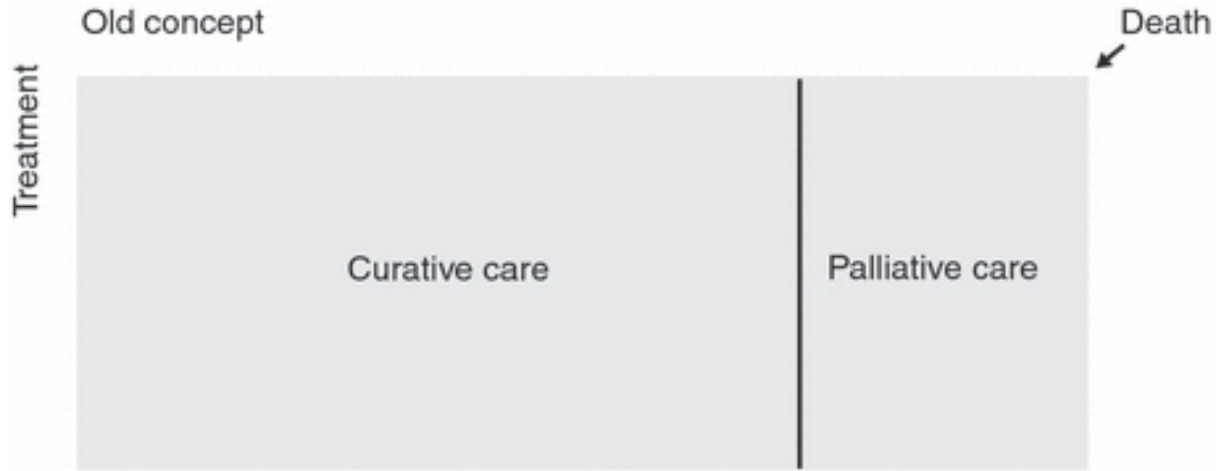 Old concept
Death
Treatment
Curative care
Palliative care